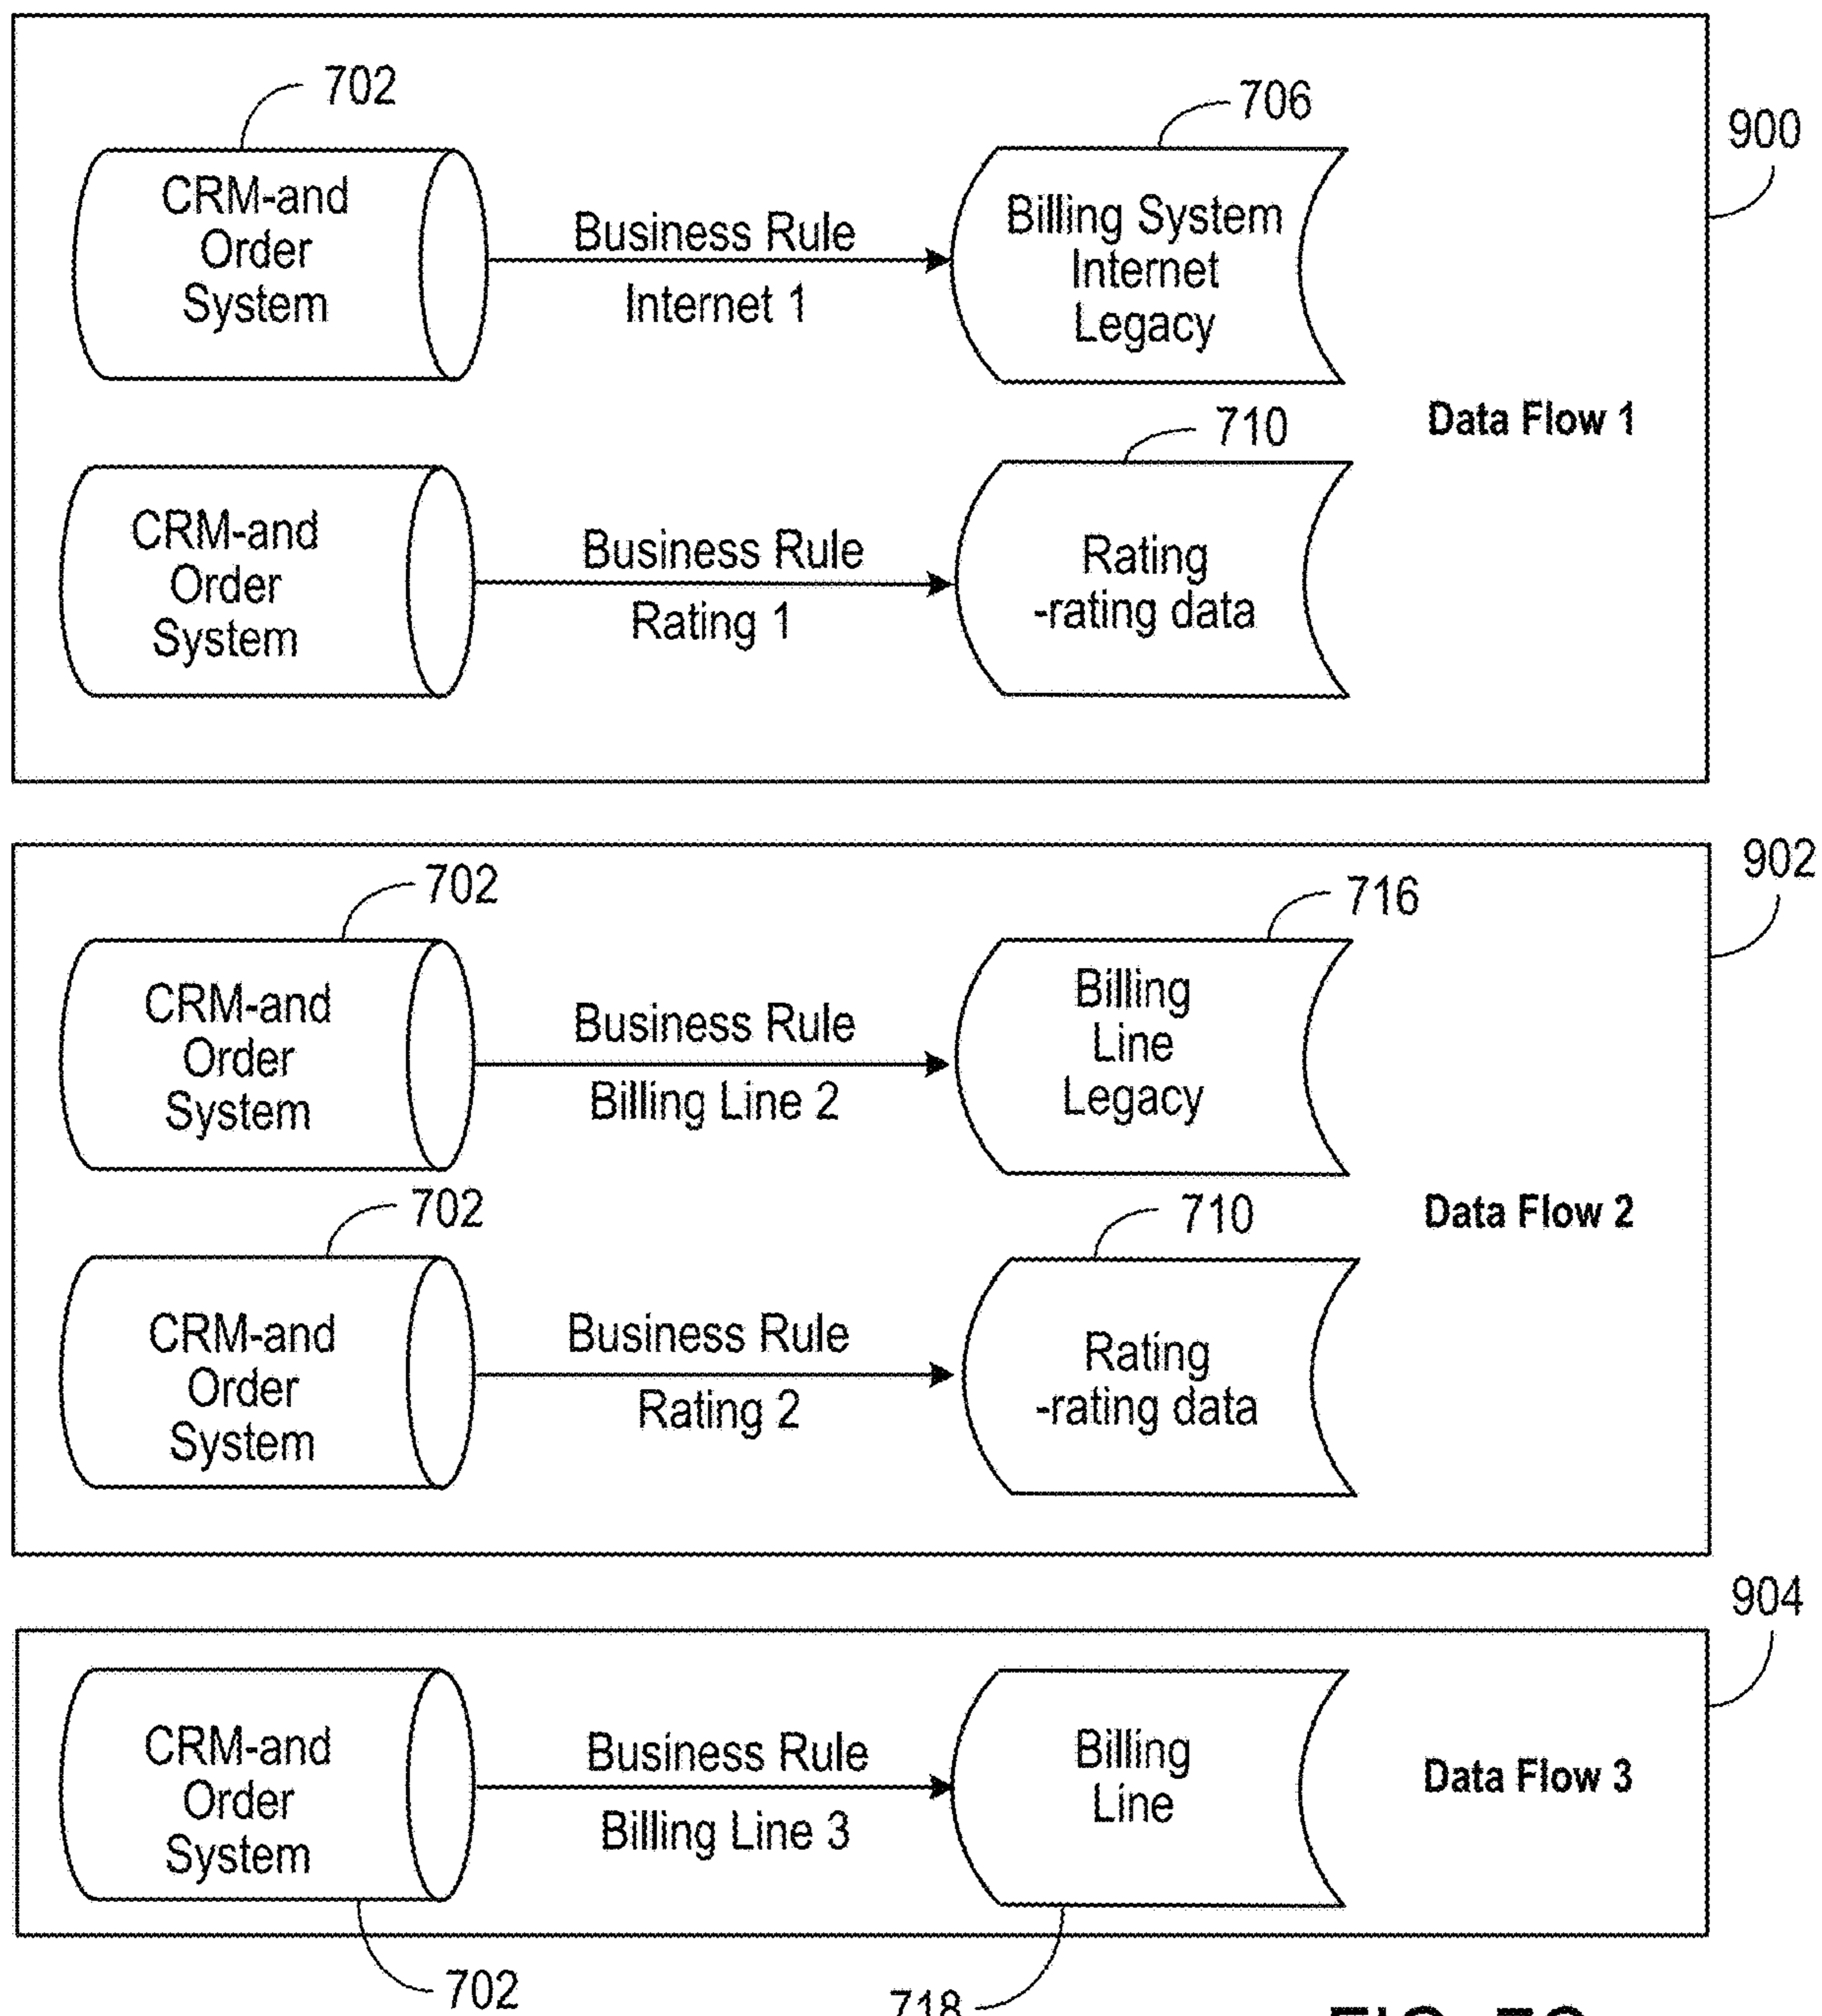 702
706
900
CRM-and
Order
System
Business Rule
Internet 1
Billing System
Internet
Legacy
Data Flow 1
710
CRM-and
Order
System
Business Rule
Rating 1
Rating
-rating data
902
702
716
CRM-and
Order
System
Business Rule
Billing Line 2
Billing
Line
Legacy
Data Flow 2
702
710
CRM-and
Order
System
Business Rule
Rating 2
Rating
-rating data
904
CRM-and
Order
System
Business Rule
Billing Line 3
Billing
Line
Data Flow 3
702
718